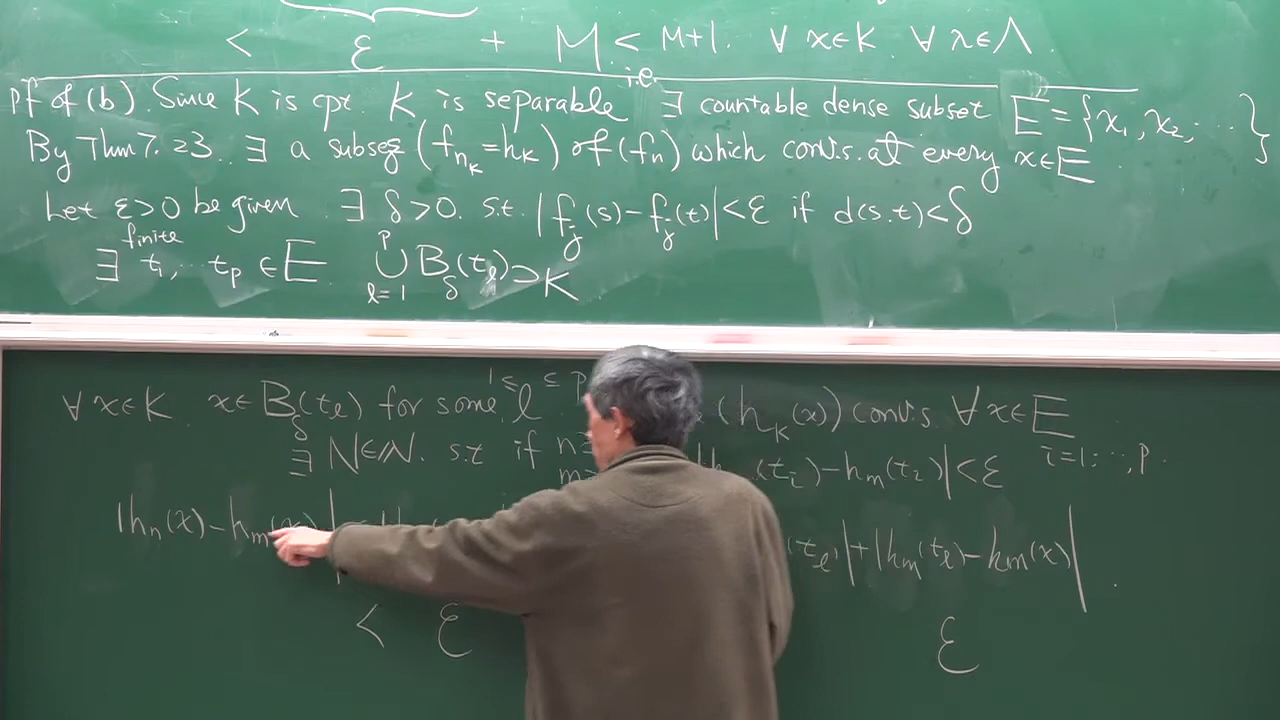 < ε + M < M+1. ∀ x∈K ∀ λ∈Λ.
Pf of (b). Since K is cpt. K is separable i.e. ∃ countable dense subset E = {x₁, x₂, ⋯}
By Thm 7.23. ∃ a subseq (f_{n_k} = h_k) of (f_n) which conv.s. at every x∈E
Let ε>0 be given. ∃ δ>0. s.t. |f_j(s) − f_j(t)| < ε if d(s,t) < δ
∃ finite t₁, ⋯ t_p ∈ E ⋃_{l=1}^{p} B_δ(t_l) ⊃ K
∀ x∈K. x∈B_δ(t_l) for some 1≤ l ≤ p (h_k(x)) conv.s. ∀ x∈E
∃ N∈ℕ. s.t. if n≥ m≥ (t_i) − h_m(t_i)| < ε i=1, ⋯, p.
|h_n(x) − h_m(x)| (t_l)| + |h_m(t_l) − h_m(x)|.
< ε ε